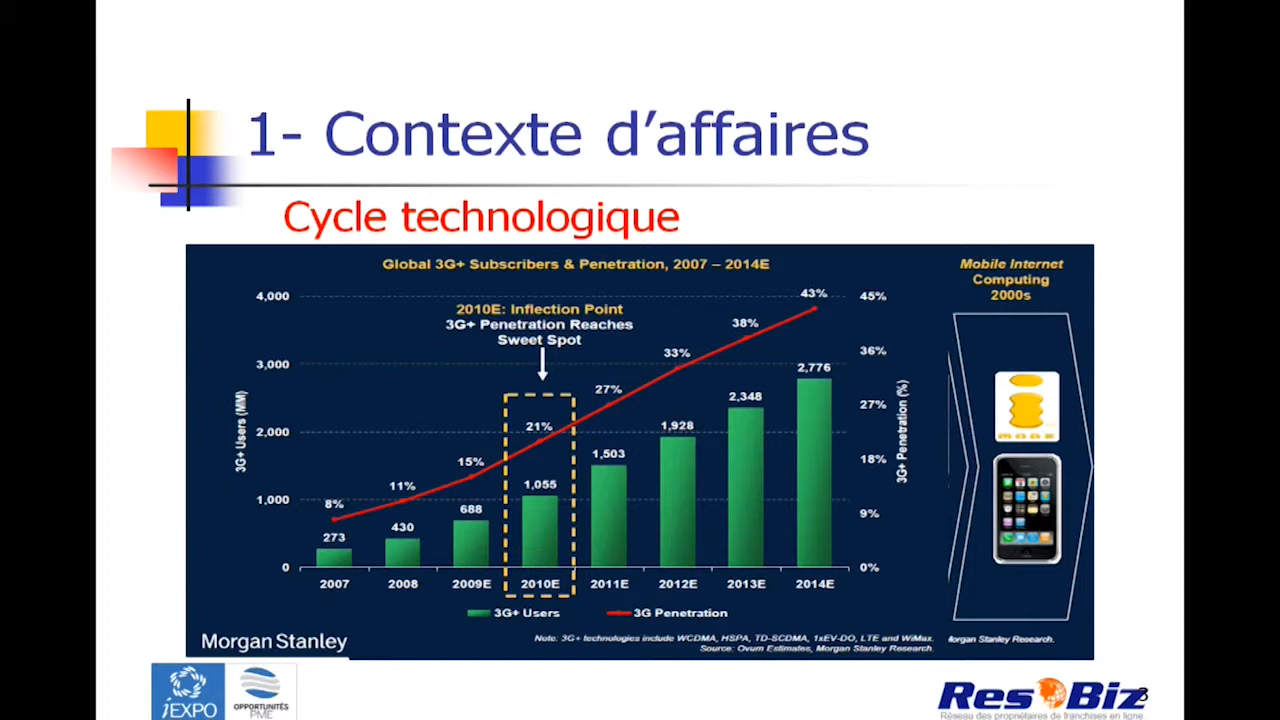 1- Contexte d'affaires
Cycle technologique
Global 3G+ Subscribers & Penetration, 2007 – 2014E
Mobile Internet
Computing
2000s
4,000
3,000
2,000
1,000
0
3G+ Users (MM)
2010E: Inflection Point
3G+ Penetration Reaches
Sweet Spot
8%
11%
15%
21%
27%
33%
38%
43%
273
430
688
1,055
1,503
1,928
2,348
2,776
45%
36%
27%
18%
9%
0%
3G+ Penetration (%)
2007 2008 2009E 2010E 2011E 2012E 2013E 2014E
3G+ Users 3G Penetration
Morgan Stanley
Note: 3G+ technologies include WCDMA, HSPA, TD-SCDMA, 1xEV-DO, LTE and WiMax.
Source: Ovum Estimates, Morgan Stanley Research.
organ Stanley Research.
iEXPO
OPPORTUNITÉS
PME
ResoBiz
Réseau des propriétaires de franchises en ligne
3